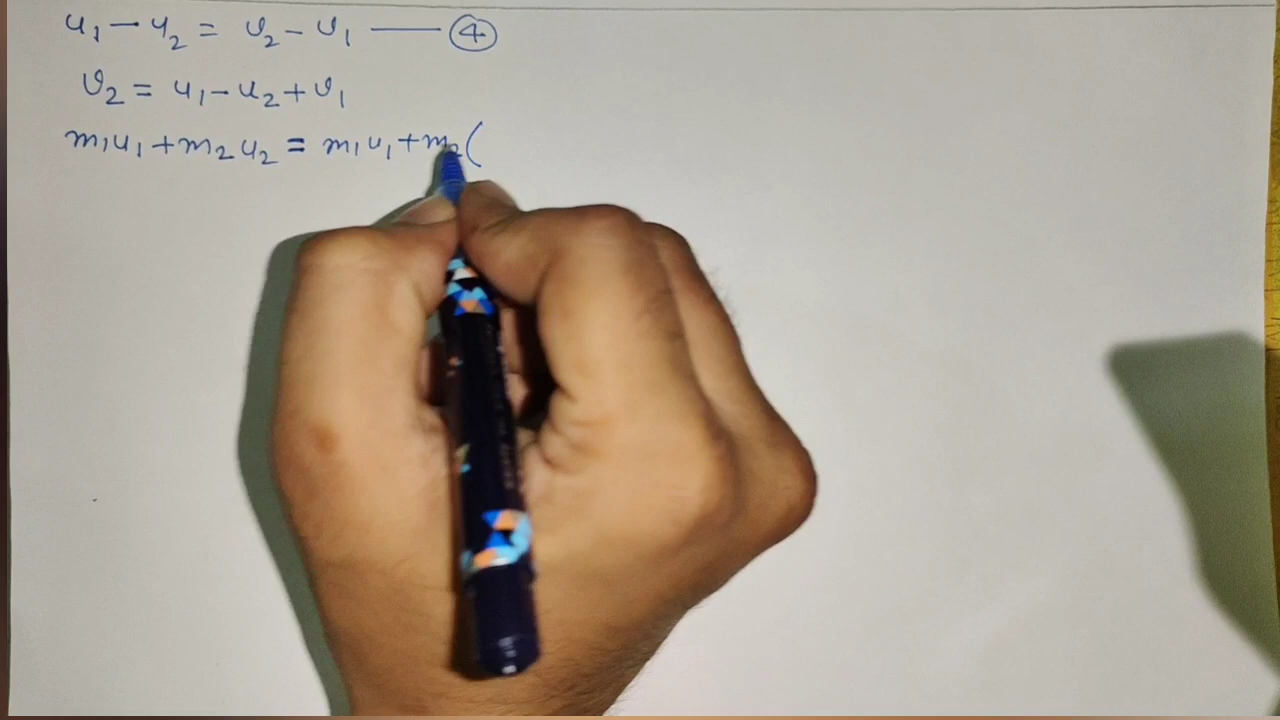 u₁ - u₂ = v₂ - v₁ —— ④
v₂ = u₁ - u₂ + v₁
m₁u₁ + m₂u₂ = m₁v₁ + m₂(